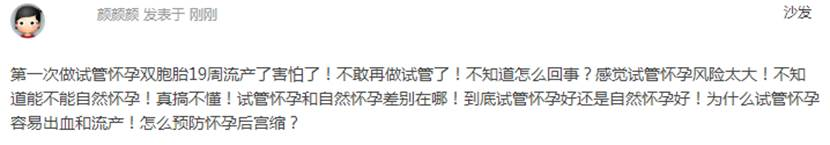 颜颜颜 发表于 刚刚
沙发
第一次做试管怀孕双胞胎19周流产了害怕了！不敢再做试管了！不知道怎么回事？感觉试管怀孕风险太大！不知
道能不能自然怀孕！真搞不懂！试管怀孕和自然怀孕差别在哪！到底试管怀孕好还是自然怀孕好！为什么试管怀孕
容易出血和流产！怎么预防怀孕后宫缩？